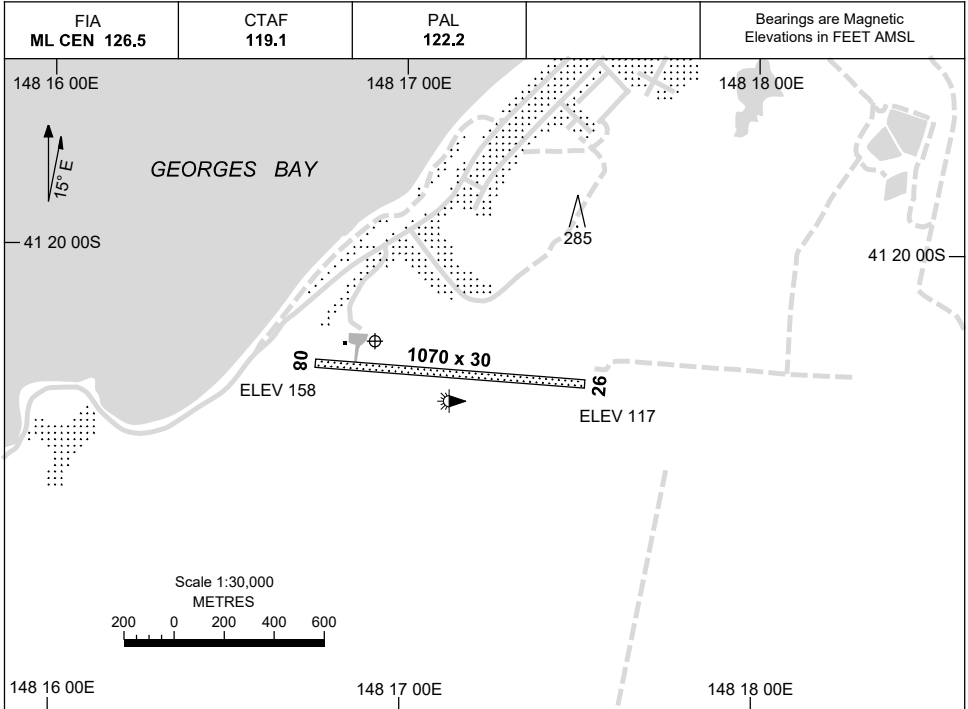 FIA
ML CEN 126.5
CTAF
119.1
PAL
122.2
Bearings are Magnetic
Elevations in FEET AMSL
148 16 00E
148 17 00E
148 18 00E
15° E
GEORGES BAY
285
41 20 00S
41 20 00S
08
1070 x 30
26
ELEV 158
ELEV 117
Scale 1:30,000
METRES
200 0 200 400 600
148 16 00E
148 17 00E
148 18 00E